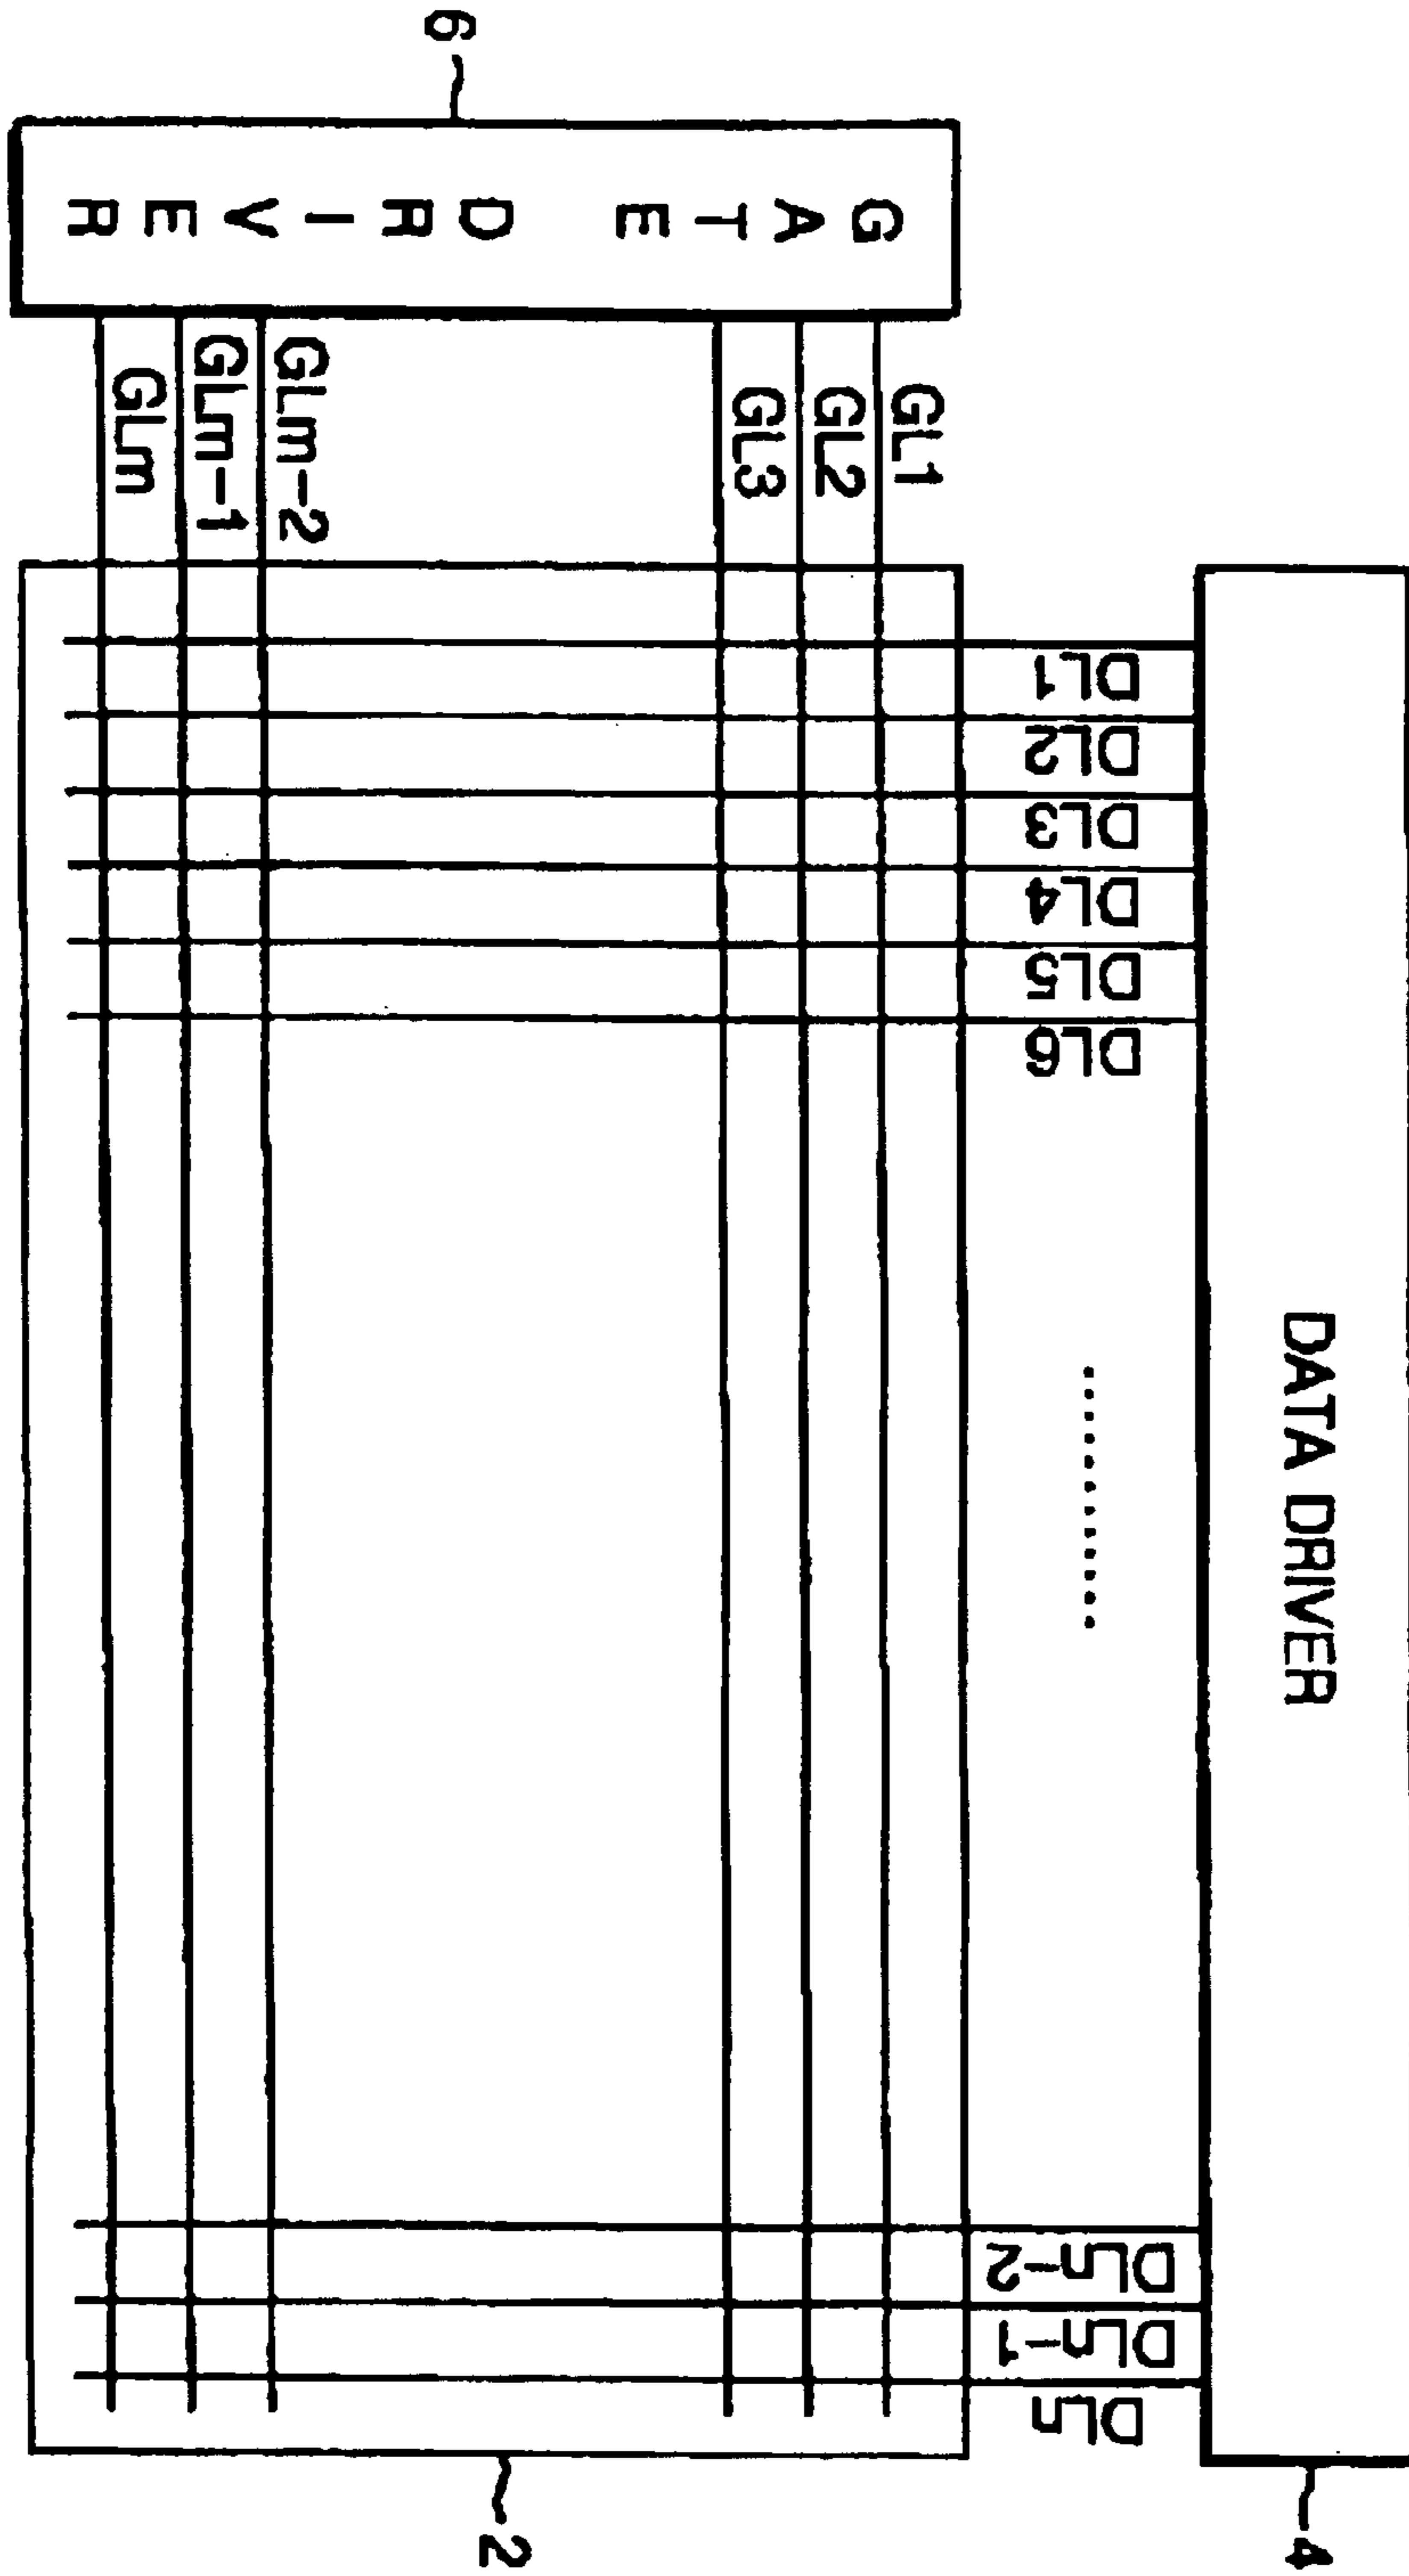 4
DATA DRIVER
DL1
DL2
DL3
DL4
DL5
DL6
..........
DLn-2
DLn-1
DLn
6
GATE DRIVER
GL1
GL2
GL3
GLm-2
GLm-1
GLm
2